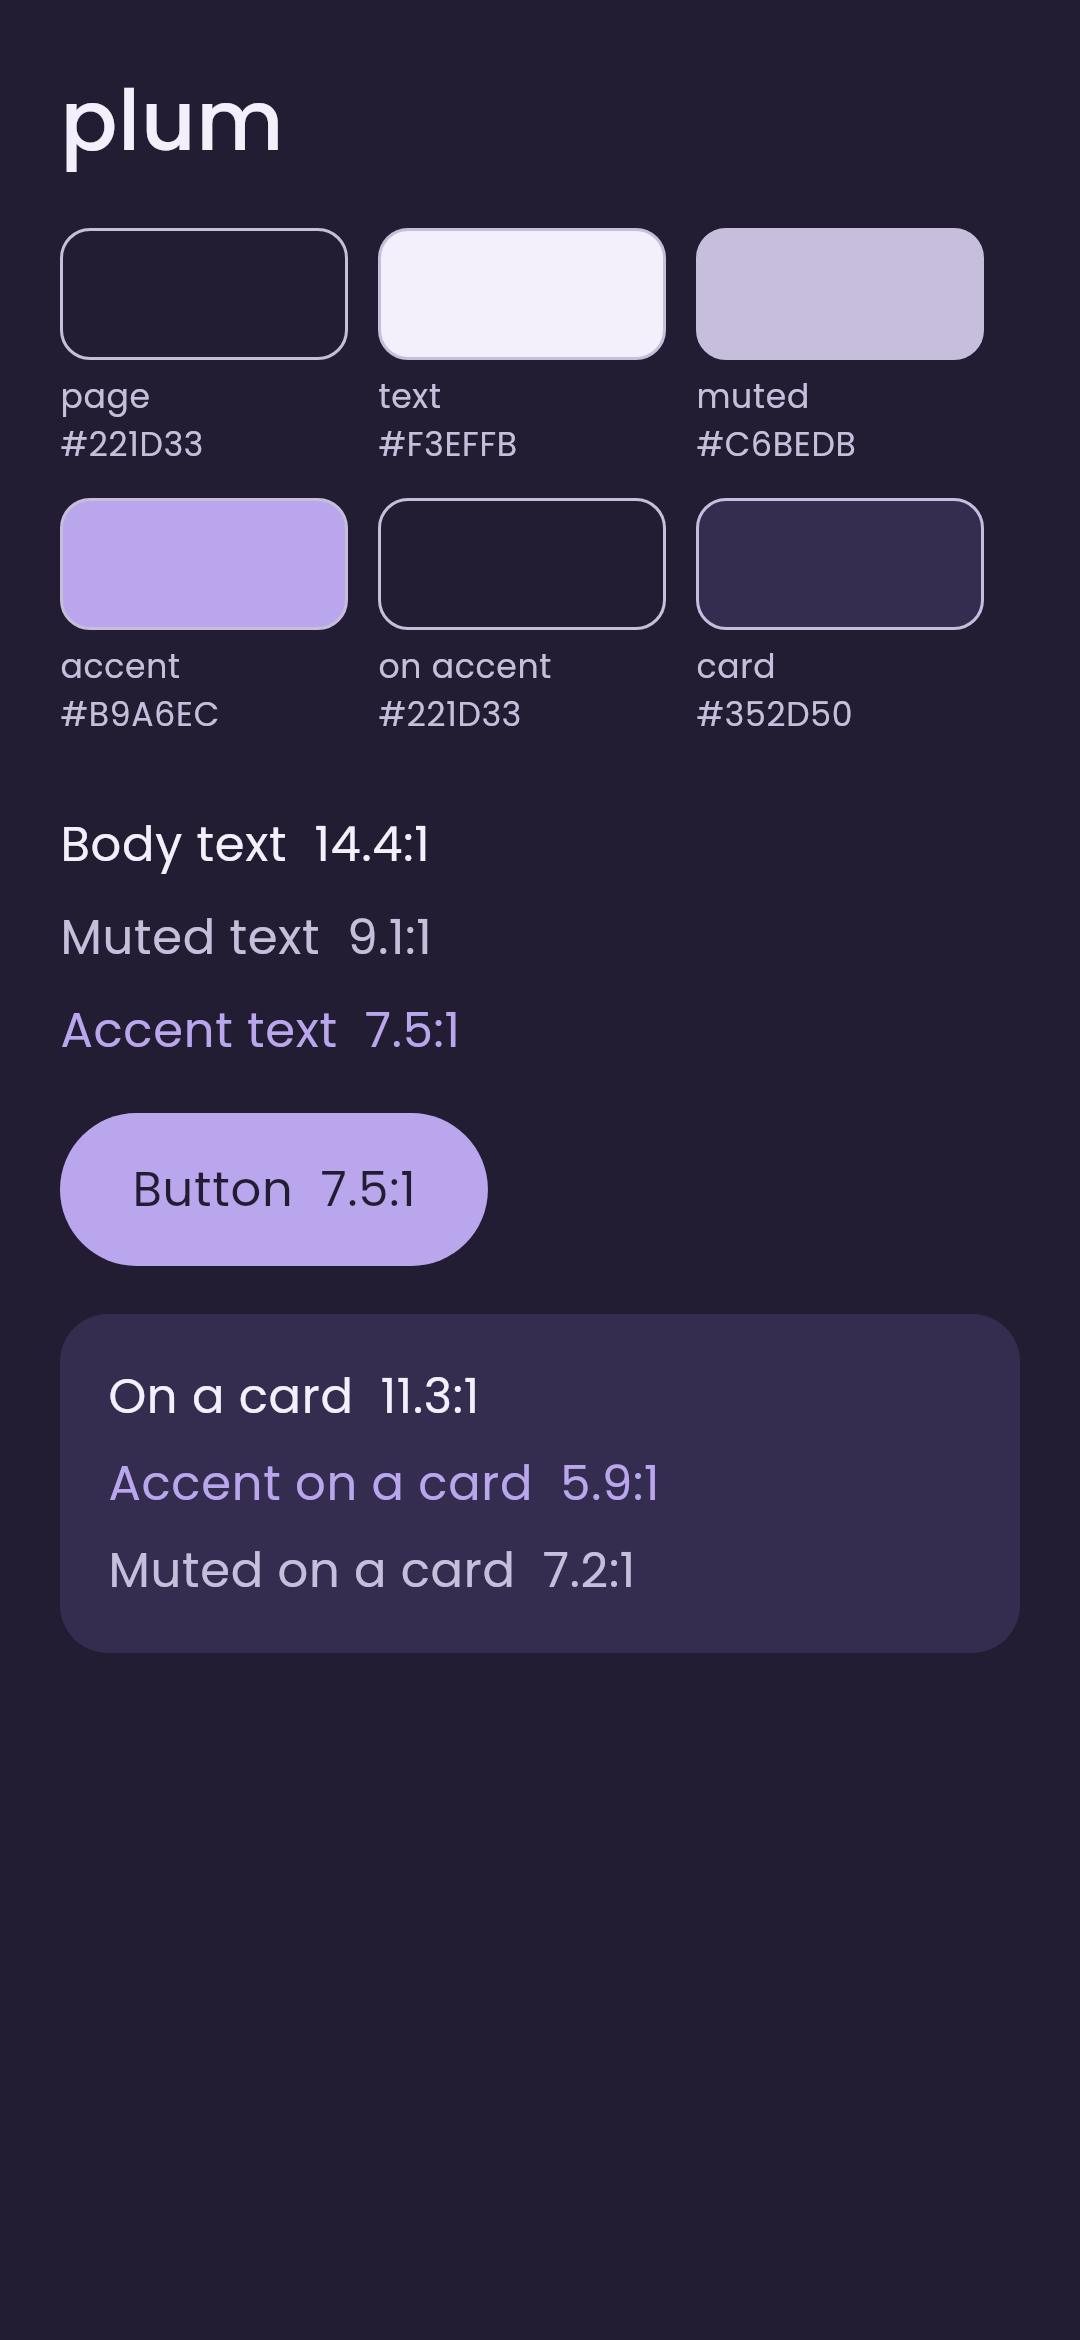 plum
page text muted
#221D33 #F3EFFB #C6BEDB
accent on accent card
#B9A6EC #221D33 #352D50
Body text 14.4:1
Muted text 9.1:1
Accent text 7.5:1
Button 7.5:1
On a card 11.3:1
Accent on a card 5.9:1
Muted on a card 7.2:1